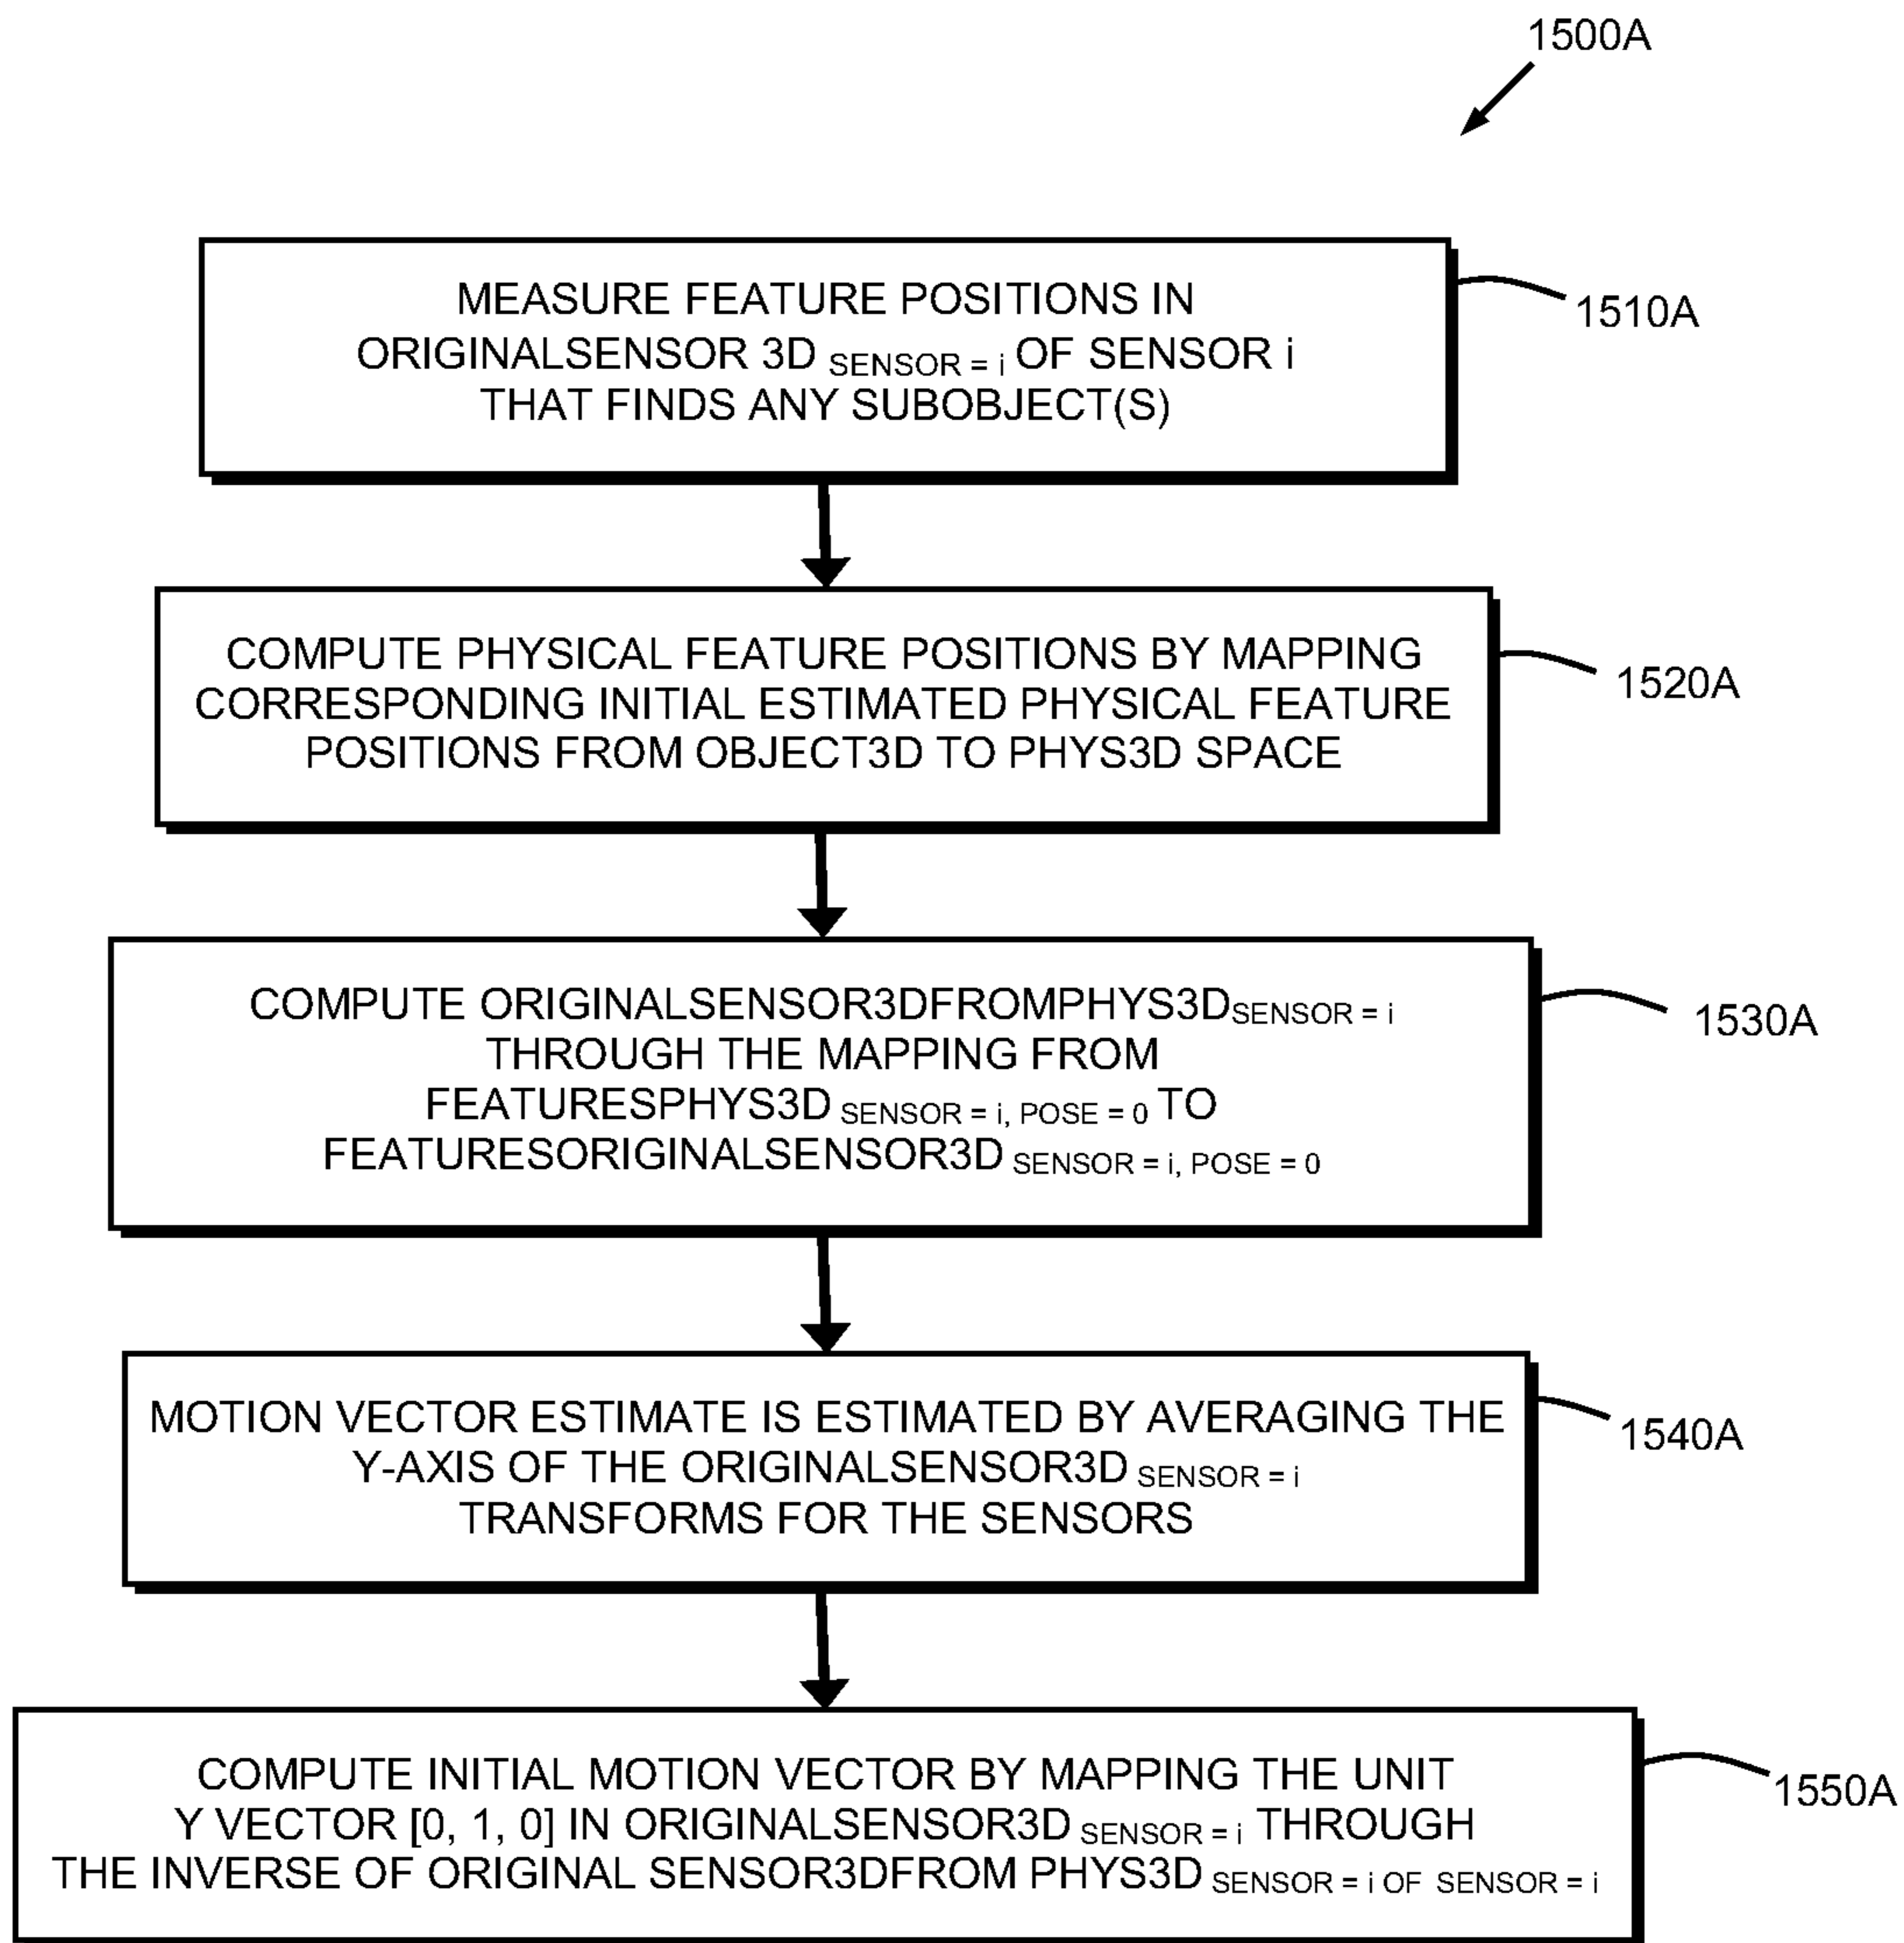 1500A
MEASURE FEATURE POSITIONS IN
ORIGINALSENSOR 3D SENSOR = i OF SENSOR i
THAT FINDS ANY SUBOBJECT(S)
1510A
COMPUTE PHYSICAL FEATURE POSITIONS BY MAPPING
CORRESPONDING INITIAL ESTIMATED PHYSICAL FEATURE
POSITIONS FROM OBJECT3D TO PHYS3D SPACE
1520A
COMPUTE ORIGINALSENSOR3DFROMPHYS3D SENSOR = i
THROUGH THE MAPPING FROM
FEATURESPHYS3D SENSOR = i, POSE = 0 TO
FEATURESORIGINALSENSOR3D SENSOR = i, POSE = 0
1530A
MOTION VECTOR ESTIMATE IS ESTIMATED BY AVERAGING THE
Y-AXIS OF THE ORIGINALSENSOR3D SENSOR = i
TRANSFORMS FOR THE SENSORS
1540A
COMPUTE INITIAL MOTION VECTOR BY MAPPING THE UNIT
Y VECTOR [0, 1, 0] IN ORIGINALSENSOR3D SENSOR = i THROUGH
THE INVERSE OF ORIGINAL SENSOR3DFROM PHYS3D SENSOR = i OF SENSOR = i
1550A